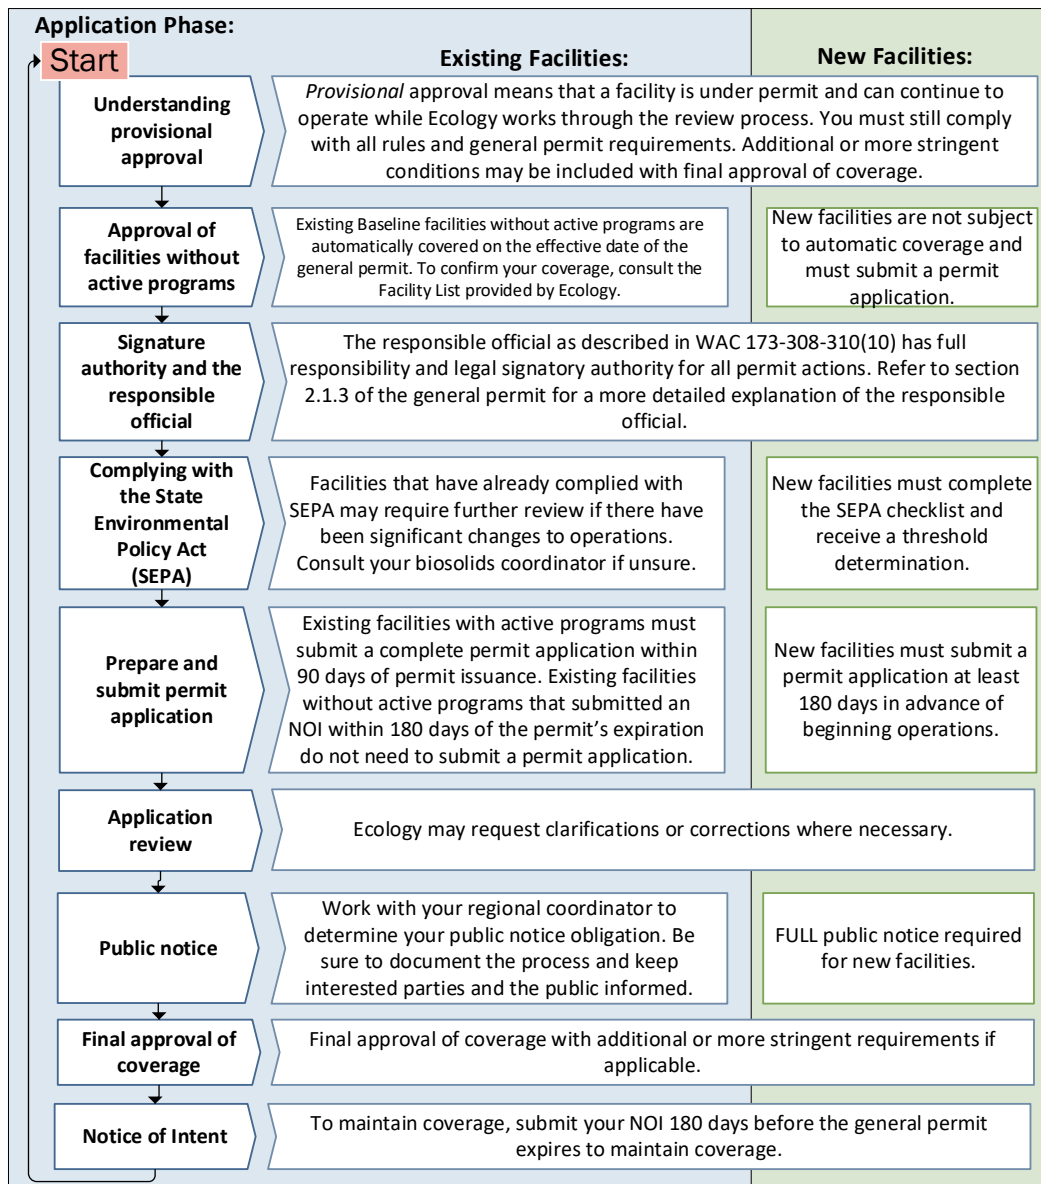 Application Phase:
Start
Existing Facilities:
New Facilities:
Understanding
provisional
approval
Provisional approval means that a facility is under permit and can continue to
operate while Ecology works through the review process. You must still comply
with all rules and general permit requirements. Additional or more stringent
conditions may be included with final approval of coverage.
Approval of
facilities without
active programs
Existing Baseline facilities without active programs are
automatically covered on the effective date of the
general permit. To confirm your coverage, consult the
Facility List provided by Ecology.
New facilities are not subject
to automatic coverage and
must submit a permit
application.
Signature
authority and the
responsible
official
The responsible official as described in WAC 173-308-310(10) has full
responsibility and legal signatory authority for all permit actions. Refer to section
2.1.3 of the general permit for a more detailed explanation of the responsible
official.
Complying with
the State
Environmental
Policy Act
(SEPA)
Facilities that have already complied with
SEPA may require further review if there have
been significant changes to operations.
Consult your biosolids coordinator if unsure.
New facilities must complete
the SEPA checklist and
receive a threshold
determination.
Prepare and
submit permit
application
Existing facilities with active programs must
submit a complete permit application within
90 days of permit issuance. Existing facilities
without active programs that submitted an
NOI within 180 days of the permit's expiration
do not need to submit a permit application.
New facilities must submit a
permit application at least
180 days in advance of
beginning operations.
Application
review
Ecology may request clarifications or corrections where necessary.
Public notice
Work with your regional coordinator to
determine your public notice obligation. Be
sure to document the process and keep
interested parties and the public informed.
FULL public notice required
for new facilities.
Final approval of
coverage
Final approval of coverage with additional or more stringent requirements if
applicable.
Notice of Intent
To maintain coverage, submit your NOI 180 days before the general permit
expires to maintain coverage.